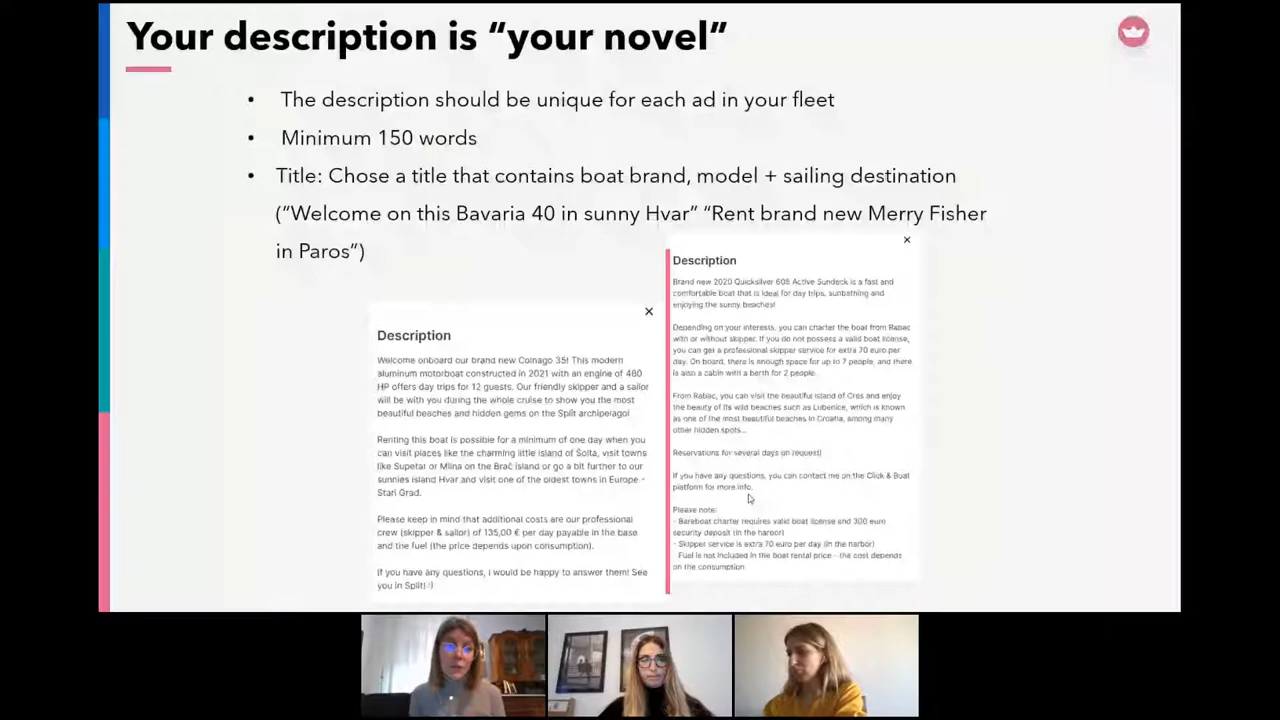 Your description is “your novel”
• The description should be unique for each ad in your fleet
• Minimum 150 words
• Title: Chose a title that contains boat brand, model + sailing destination
(“Welcome on this Bavaria 40 in sunny Hvar” “Rent brand new Merry Fisher
in Paros”)
Description
Welcome onboard our brand new Colnago 35! This modern
aluminum motorboat constructed in 2021 with an engine of 480
HP offers day trips for 12 guests. Our friendly skipper and a sailor
will be with you during the whole cruise to show you the most
beautiful beaches and hidden gems on the Split archipelago!
Renting this boat is possible for a minimum of one day when you
can visit places like the charming little island of Šolta, visit towns
like Supetar or Mlina on the Brač island or go a bit further to our
sunnies island Hvar and visit one of the oldest towns in Europe -
Stari Grad.
Please keep in mind that additional costs are our professional
crew (skipper & sailor) of 135,00 € per day payable in the base
and the fuel (the price depends upon consumption).
If you have any questions, I would be happy to answer them! See
you in Split! :)
Description
Brand new 2020 Quicksilver 605 Active Sundeck is a fast and
comfortable boat that is ideal for day trips, sunbathing and
enjoying the sunny beaches!
Depending on your interests, you can charter the boat from Rabac
with or without skipper. If you do not possess a valid boat license,
you can get a professional skipper service for extra 70 euro per
day. On board, there is enough space for up to 7 people, and there
is also a cabin with a berth for 2 people.
From Rabac, you can visit the beautiful island of Cres and enjoy
the beauty of its wild beaches such as Lubenice, which is known
as one of the most beautiful beaches in Croatia, among many
other hidden spots...
Reservations for several days on request!
If you have any questions, you can contact me on the Click & Boat
platform for more info.
Please note:
- Bareboat charter requires valid boat license and 300 euro
security deposit (in the harbor)
- Skipper service is extra 70 euro per day (in the harbor)
- Fuel is not included in the boat rental price - the cost depends
on the consumption